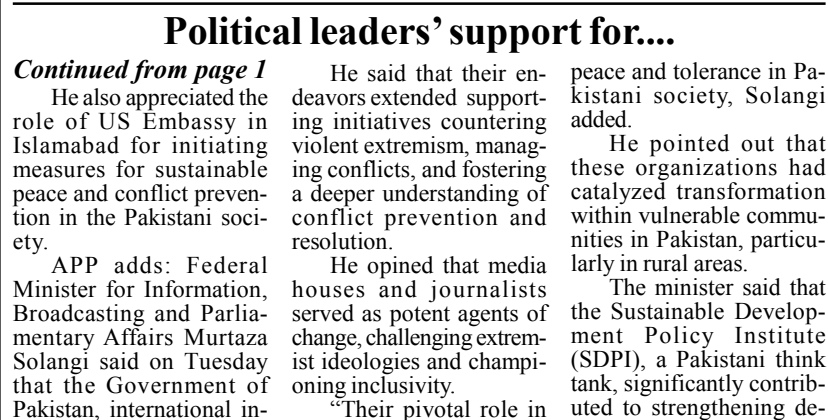 Political leaders' support for....
Continued from page 1
He also appreciated the
role of US Embassy in
Islamabad for initiating
measures for sustainable
peace and conflict preven-
tion in the Pakistani soci-
ety.
APP adds: Federal
Minister for Information,
Broadcasting and Parlia-
mentary Affairs Murtaza
Solangi said on Tuesday
that the Government of
Pakistan, international in-
He said that their en-
deavors extended support-
ing initiatives countering
violent extremism, manag-
ing conflicts, and fostering
a deeper understanding of
conflict prevention and
resolution.
He opined that media
houses and journalists
served as potent agents of
change, challenging extrem-
ist ideologies and champi-
oning inclusivity.
“Their pivotal role in
peace and tolerance in Pa-
kistani society, Solangi
added.
He pointed out that
these organizations had
catalyzed transformation
within vulnerable commu-
nities in Pakistan, particu-
larly in rural areas.
The minister said that
the Sustainable Develop-
ment Policy Institute
(SDPI), a Pakistani think
tank, significantly contrib-
uted to strengthening de-